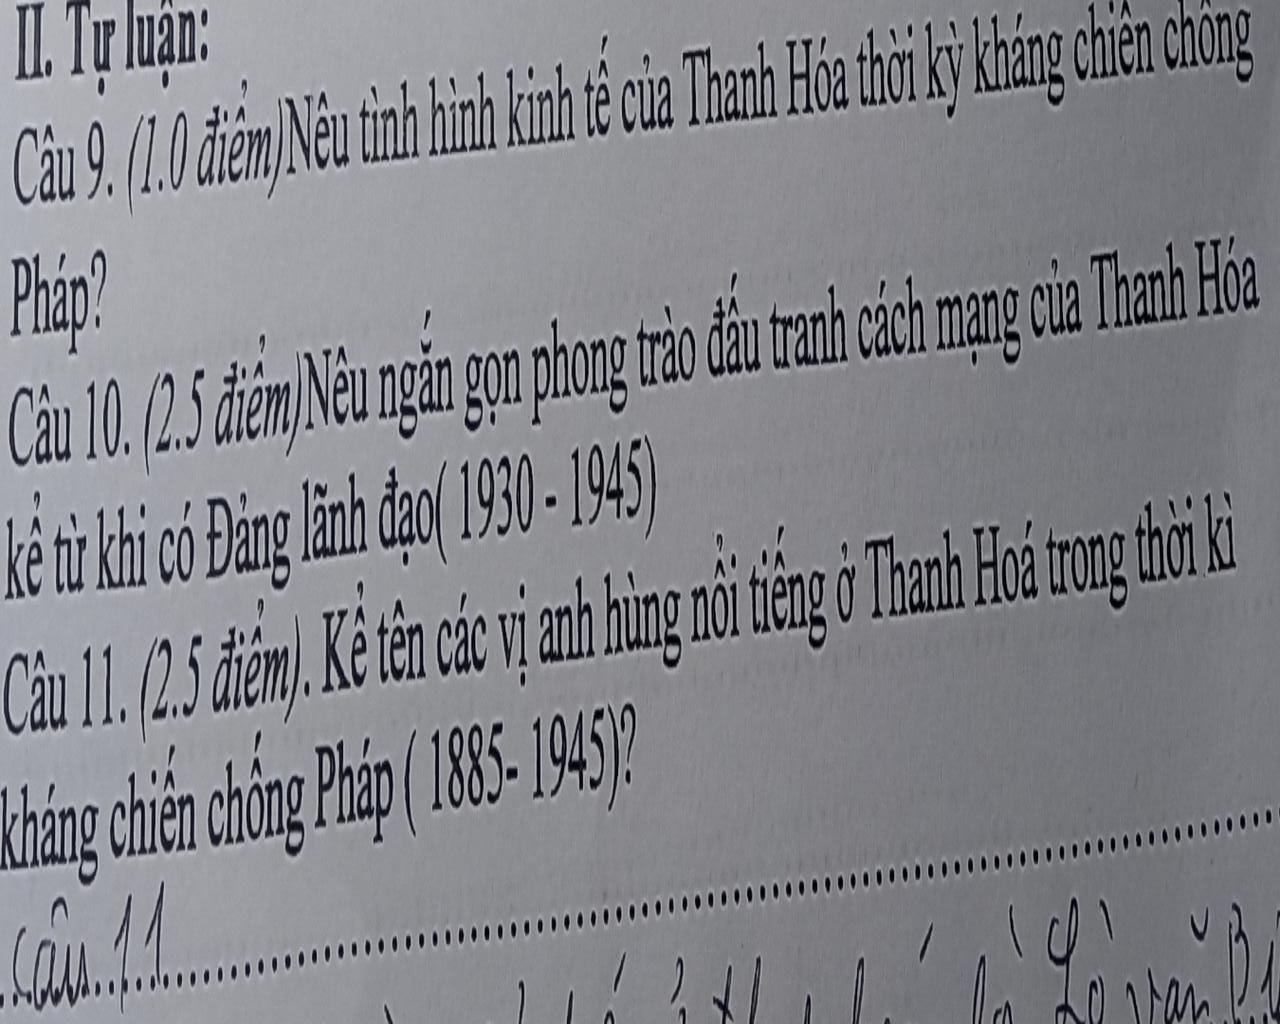 II. Tự luận:
Câu 9. (1.0 điểm)Nêu tình hình kinh tế của Thanh Hóa thời kỳ kháng chiến chống
Pháp?
Câu 10. (2.5 điểm)Nêu ngắn gọn phong trào đấu tranh cách mạng của Thanh Hóa
kể từ khi có Đảng lãnh đạo( 1930 - 1945)
Câu 11. (2.5 điểm). Kể tên các vị anh hùng nổi tiếng ở Thanh Hoá trong thời kì
kháng chiến chống Pháp ( 1885- 1945)?
Câu 11
là Lò văn